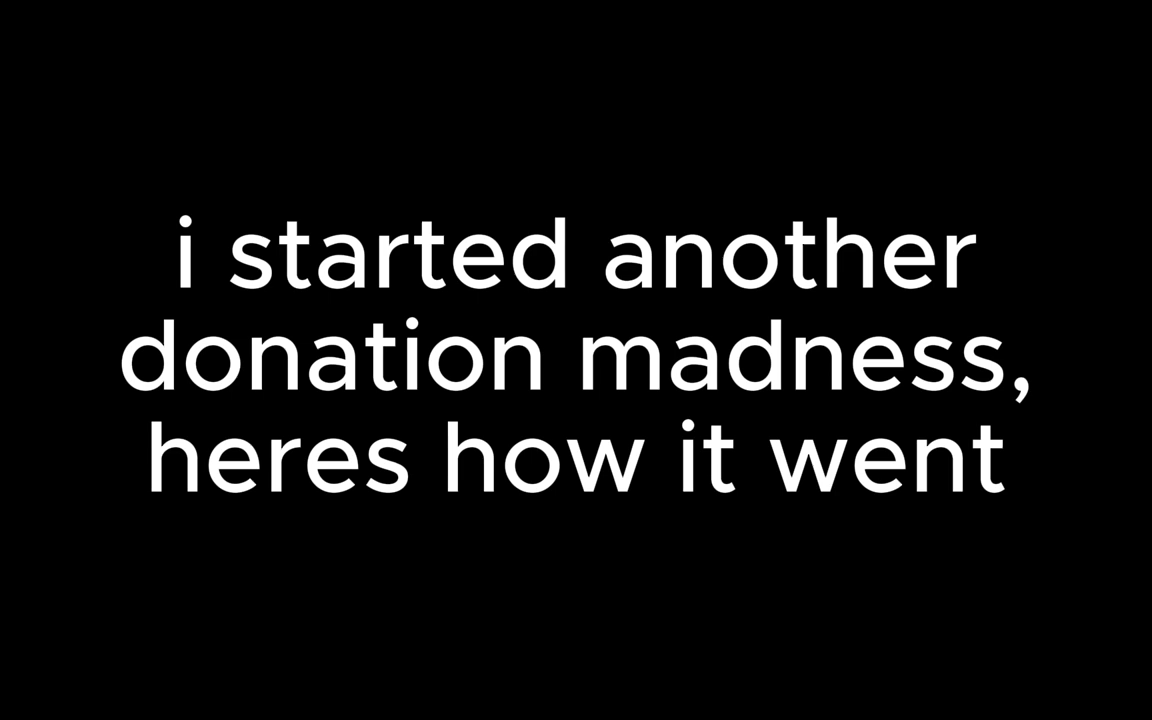 i started another
donation madness,
heres how it went